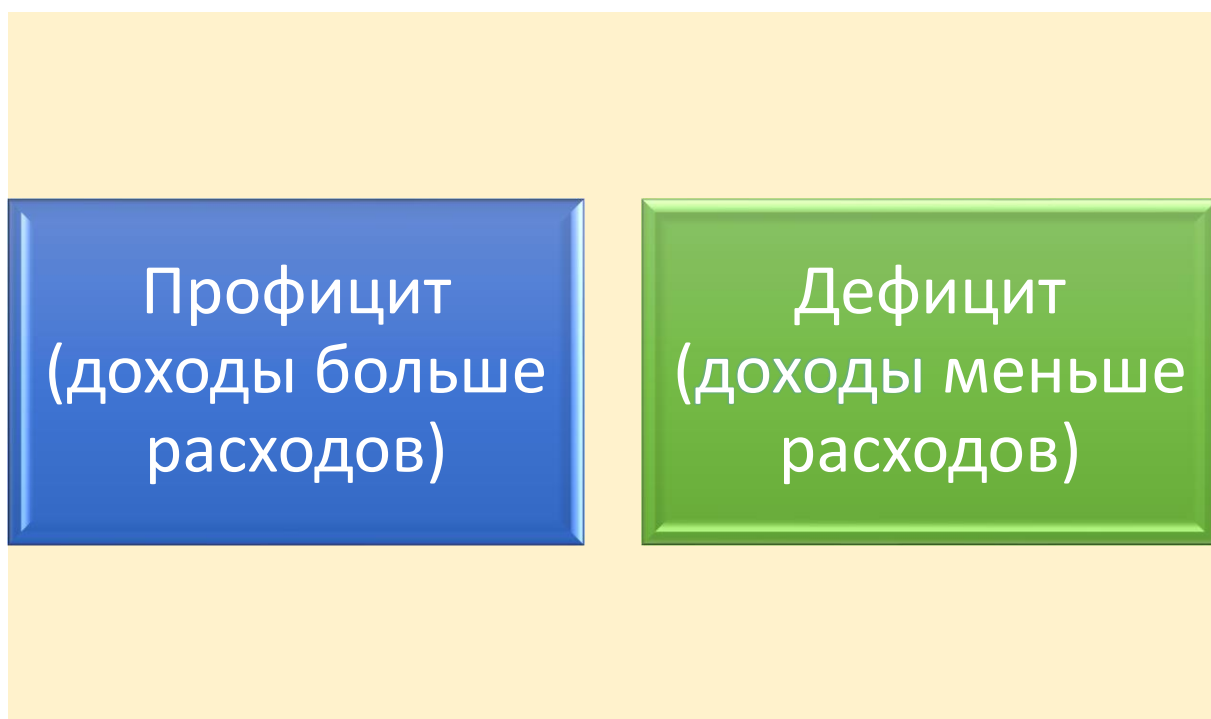 Профицит
(доходы больше
расходов)
Дефицит
(доходы меньше
расходов)